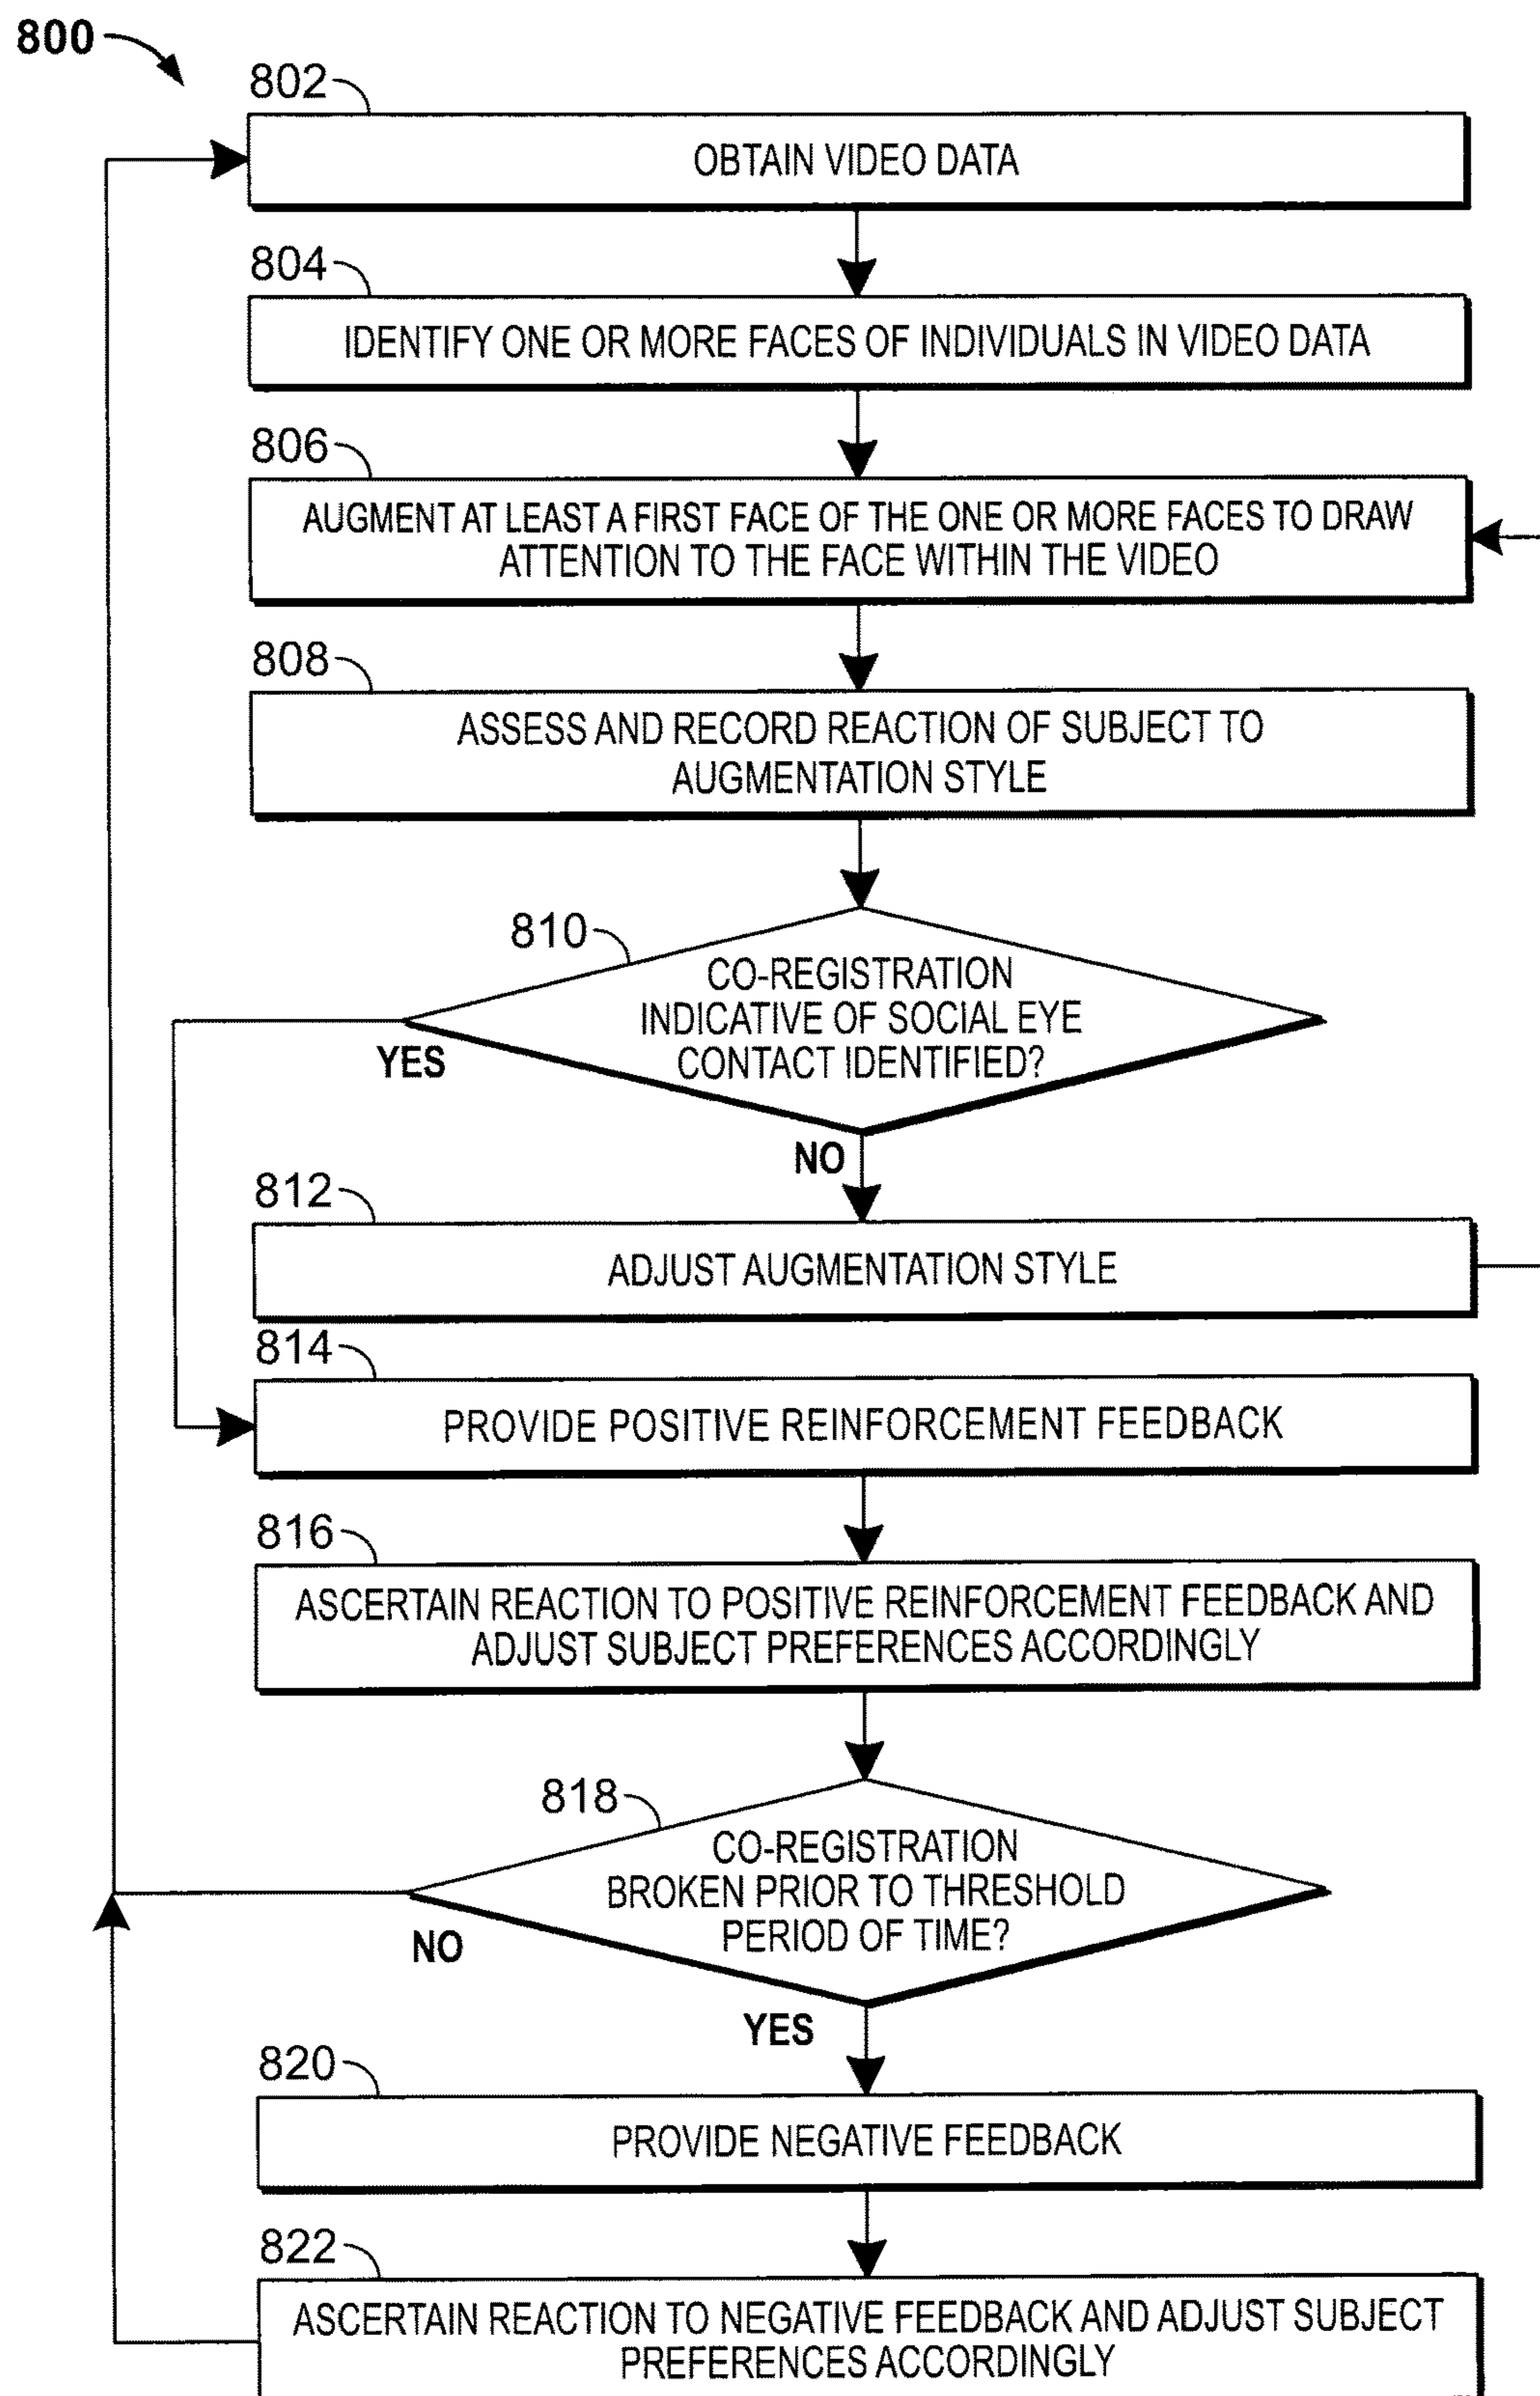 800
802
OBTAIN VIDEO DATA
804
IDENTIFY ONE OR MORE FACES OF INDIVIDUALS IN VIDEO DATA
806
AUGMENT AT LEAST A FIRST FACE OF THE ONE OR MORE FACES TO DRAW
ATTENTION TO THE FACE WITHIN THE VIDEO
808
ASSESS AND RECORD REACTION OF SUBJECT TO
AUGMENTATION STYLE
810
CO-REGISTRATION
INDICATIVE OF SOCIAL EYE
CONTACT IDENTIFIED?
YES
NO
812
ADJUST AUGMENTATION STYLE
814
PROVIDE POSITIVE REINFORCEMENT FEEDBACK
816
ASCERTAIN REACTION TO POSITIVE REINFORCEMENT FEEDBACK AND
ADJUST SUBJECT PREFERENCES ACCORDINGLY
818
CO-REGISTRATION
BROKEN PRIOR TO THRESHOLD
PERIOD OF TIME?
NO
YES
820
PROVIDE NEGATIVE FEEDBACK
822
ASCERTAIN REACTION TO NEGATIVE FEEDBACK AND ADJUST SUBJECT
PREFERENCES ACCORDINGLY